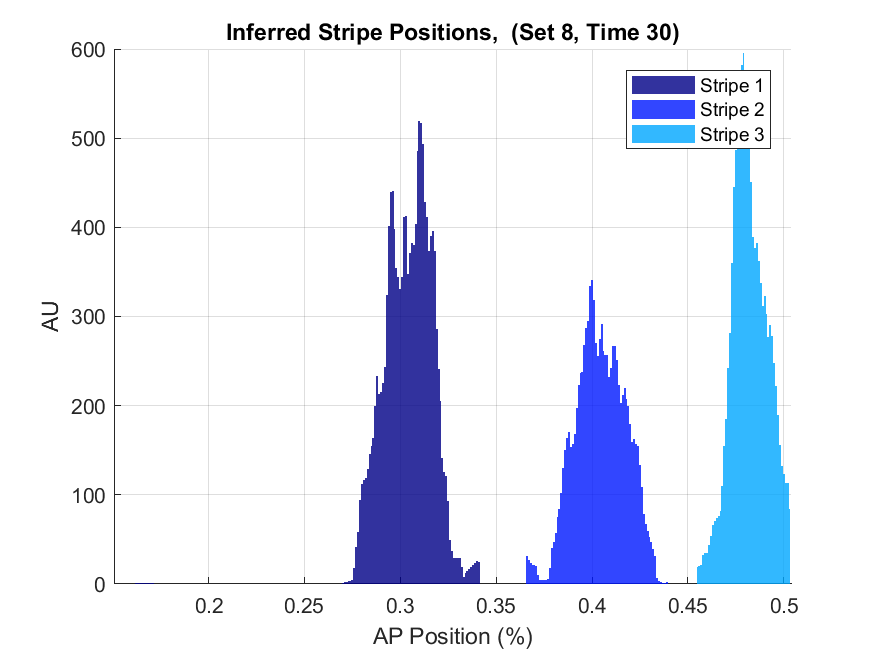 Inferred Stripe Positions,  (Set 8, Time 30)
600
500
400
300
200
100
0
AU
Stripe 1
Stripe 2
Stripe 3
0.2
0.25
0.3
0.35
0.4
0.45
0.5
AP Position (%)